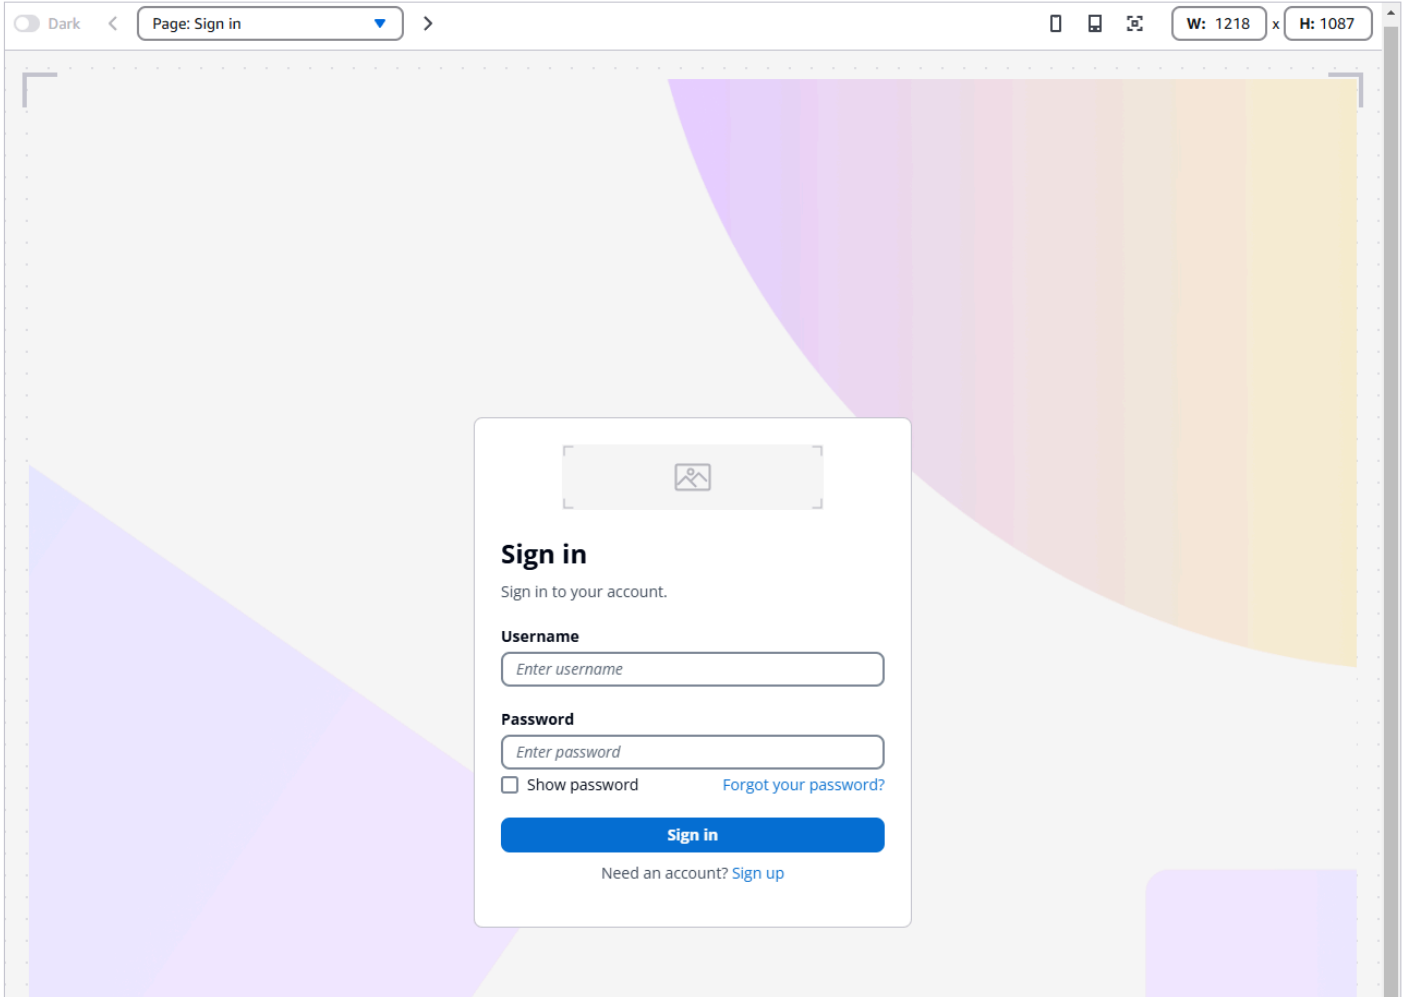 Dark
Page: Sign in
W: 1218 x H: 1087
Sign in
Sign in to your account.
Username
Enter username
Password
Enter password
Show password Forgot your password?
Sign in
Need an account? Sign up